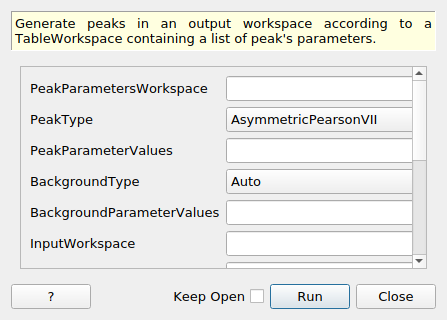 Generate peaks in an output workspace according to a
TableWorkspace containing a list of peak's parameters.
PeakParametersWorkspace
PeakType AsymmetricPearsonVII
PeakParameterValues
BackgroundType Auto
BackgroundParameterValues
InputWorkspace
? Keep Open Run Close